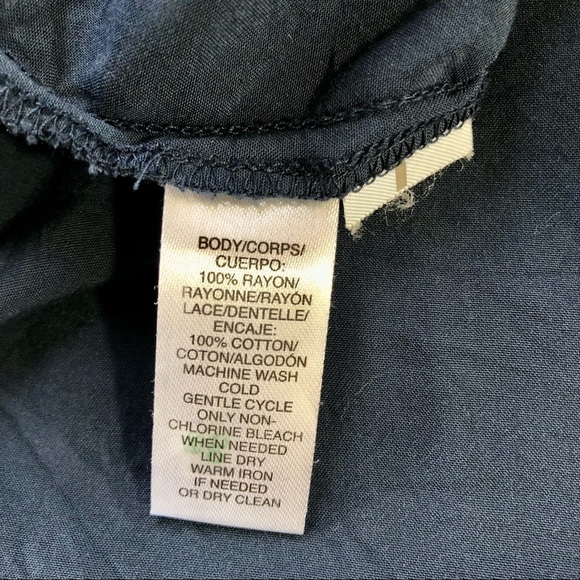 BODY/CORPS/
CUERPO:
100% RAYON/
RAYONNE/RAYÓN
LACE/DENTELLE/
ENCAJE:
100% COTTON/
COTON/ALGODÓN
MACHINE WASH
COLD
GENTLE CYCLE
ONLY NON-
CHLORINE BLEACH
WHEN NEEDED
LINE DRY
WARM IRON
IF NEEDED
OR DRY CLEAN